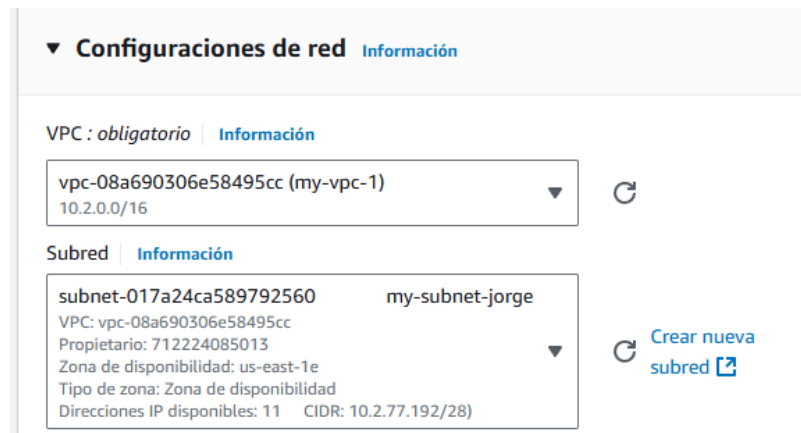 ▼ Configuraciones de red Información
VPC : obligatorio Información
vpc-08a690306e58495cc (my-vpc-1)
10.2.0.0/16
Subred Información
subnet-017a24ca589792560 my-subnet-jorge
VPC: vpc-08a690306e58495cc
Propietario: 712224085013
Zona de disponibilidad: us-east-1e
Tipo de zona: Zona de disponibilidad
Direcciones IP disponibles: 11 CIDR: 10.2.77.192/28)
Crear nueva
subred